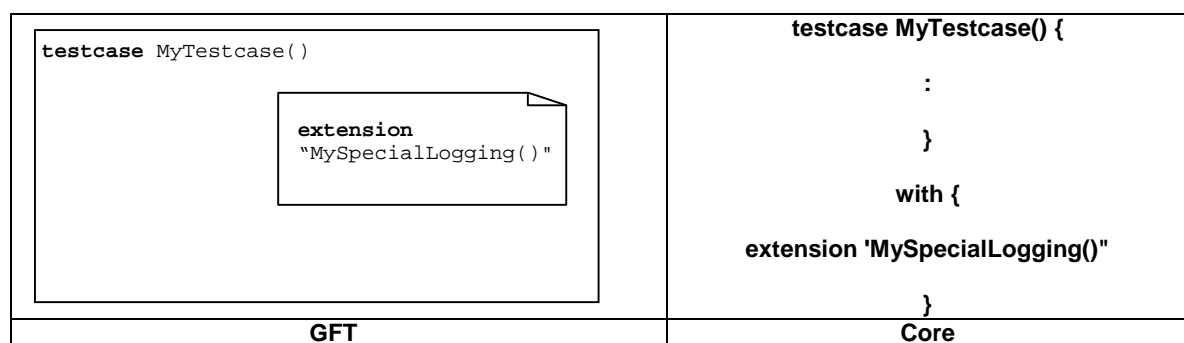 testcase MyTestcase()
extension
“MySpecialLogging()"
testcase MyTestcase() {
:
}
with {
extension 'MySpecialLogging()"
}
GFT
Core